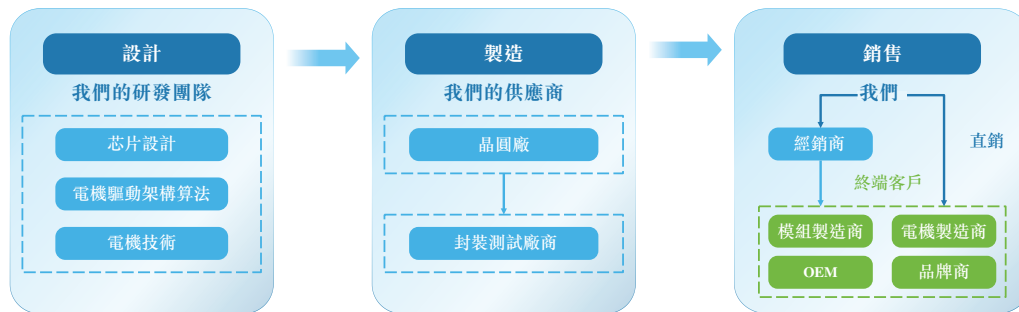 設計
我們的研發團隊
芯片設計
電機驅動架構算法
電機技術
製造
我們的供應商
晶圓廠
封裝測試廠商
銷售
我們
經銷商
直銷
終端客戶
模組製造商
電機製造商
OEM
品牌商